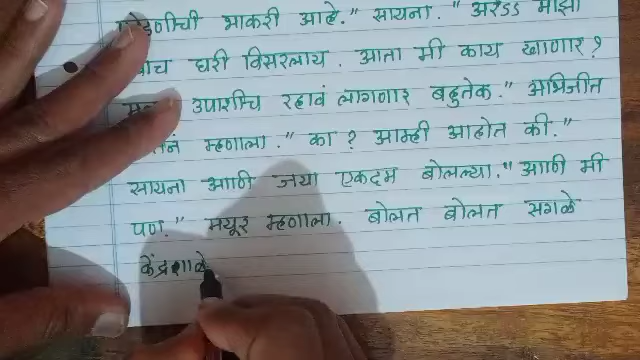 भाकरी आहे." सायना. " अरेऽऽ माझा
घरी विसरलाय. आता मी काय खाणार?
उपाशीच रहावं लागणार बहुतेक." अभिजीत
म्हणाला. " का? आम्ही आहोत की."
सायना आणि जया एकदम बोलल्या. " आणि मी
पण." मयूर म्हणाला. बोलत बोलत सगळे
केंद्रशाळे